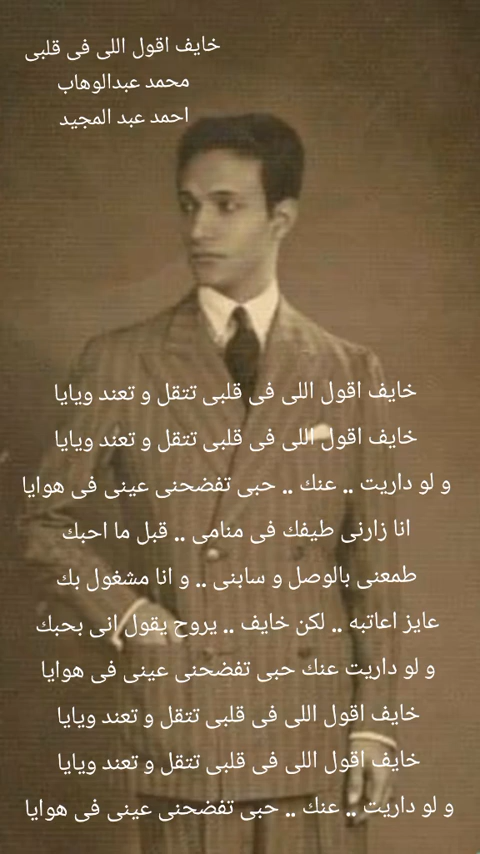 خايف اقول اللى فى قلبى
محمد عبدالوهاب
احمد عبد المجيد
خايف اقول اللى فى قلبى تتقل و تعند ويايا
خايف اقول اللى فى قلبى تتقل و تعند ويايا
و لو داريت .. عنك .. حبى تفضحنى عينى فى هوايا
انا زارنى طيفك فى منامى .. قبل ما احبك
طمعنى بالوصل و سابنى .. و انا مشغول بك
عايز اعاتبه .. لكن خايف .. يروح يقول انى بحبك
و لو داريت عنك حبى تفضحنى عينى فى هوايا
خايف اقول اللى فى قلبى تتقل و تعند ويايا
خايف اقول اللى فى قلبى تتقل و تعند ويايا
و لو داريت .. عنك .. حبى تفضحنى عينى فى هوايا